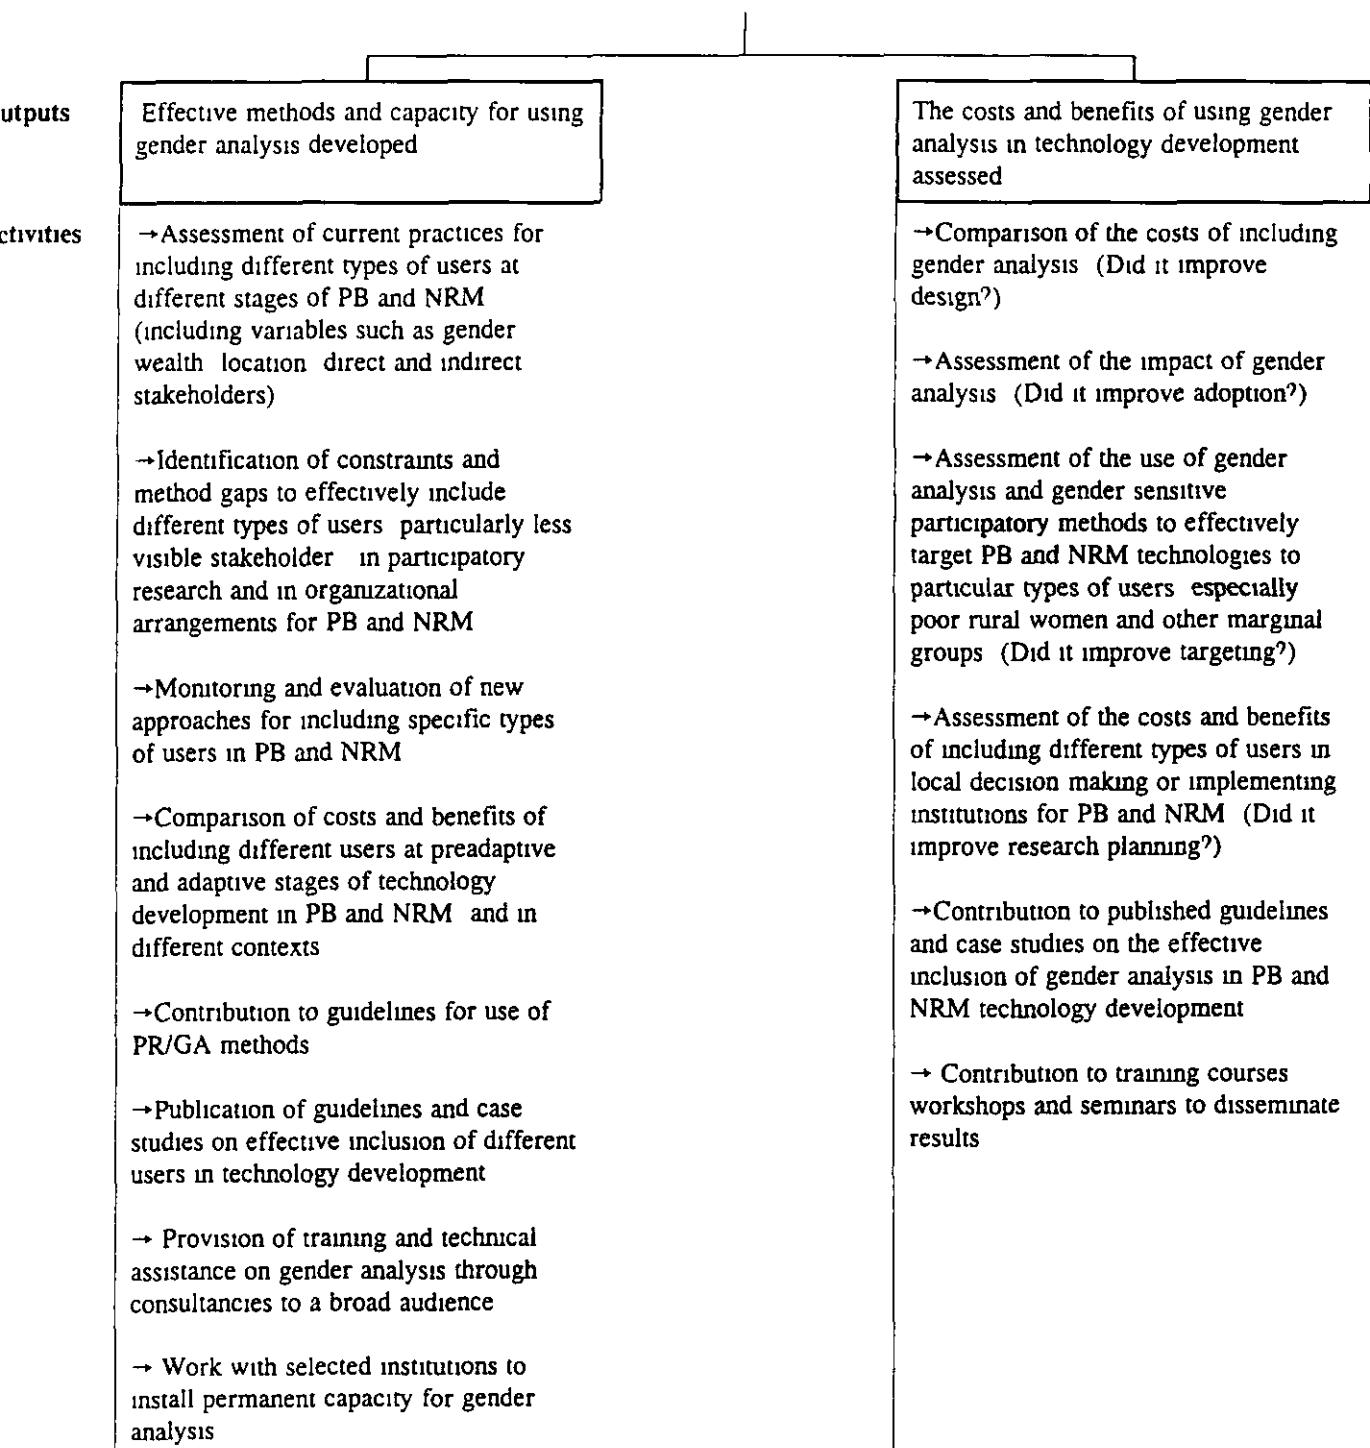 utputs
Effective methods and capacity for using
gender analysis developed
The costs and benefits of using gender
analysis in technology development
assessed
ctivities
→Assessment of current practices for
including different types of users at
different stages of PB and NRM
(including variables such as gender
wealth location direct and indirect
stakeholders)
→Identification of constraints and
method gaps to effectively include
different types of users particularly less
visible stakeholder in participatory
research and in organizational
arrangements for PB and NRM
→Monitoring and evaluation of new
approaches for including specific types
of users in PB and NRM
→Comparison of costs and benefits of
including different users at preadaptive
and adaptive stages of technology
development in PB and NRM and in
different contexts
→Contribution to guidelines for use of
PR/GA methods
→Publication of guidelines and case
studies on effective inclusion of different
users in technology development
→ Provision of training and technical
assistance on gender analysis through
consultancies to a broad audience
→ Work with selected institutions to
install permanent capacity for gender
analysis
→Comparison of the costs of including
gender analysis (Did it improve
design?)
→Assessment of the impact of gender
analysis (Did it improve adoption?)
→Assessment of the use of gender
analysis and gender sensitive
participatory methods to effectively
target PB and NRM technologies to
particular types of users especially
poor rural women and other marginal
groups (Did it improve targeting?)
→Assessment of the costs and benefits
of including different types of users in
local decision making or implementing
institutions for PB and NRM (Did it
improve research planning?)
→Contribution to published guidelines
and case studies on the effective
inclusion of gender analysis in PB and
NRM technology development
→ Contribution to training courses
workshops and seminars to disseminate
results